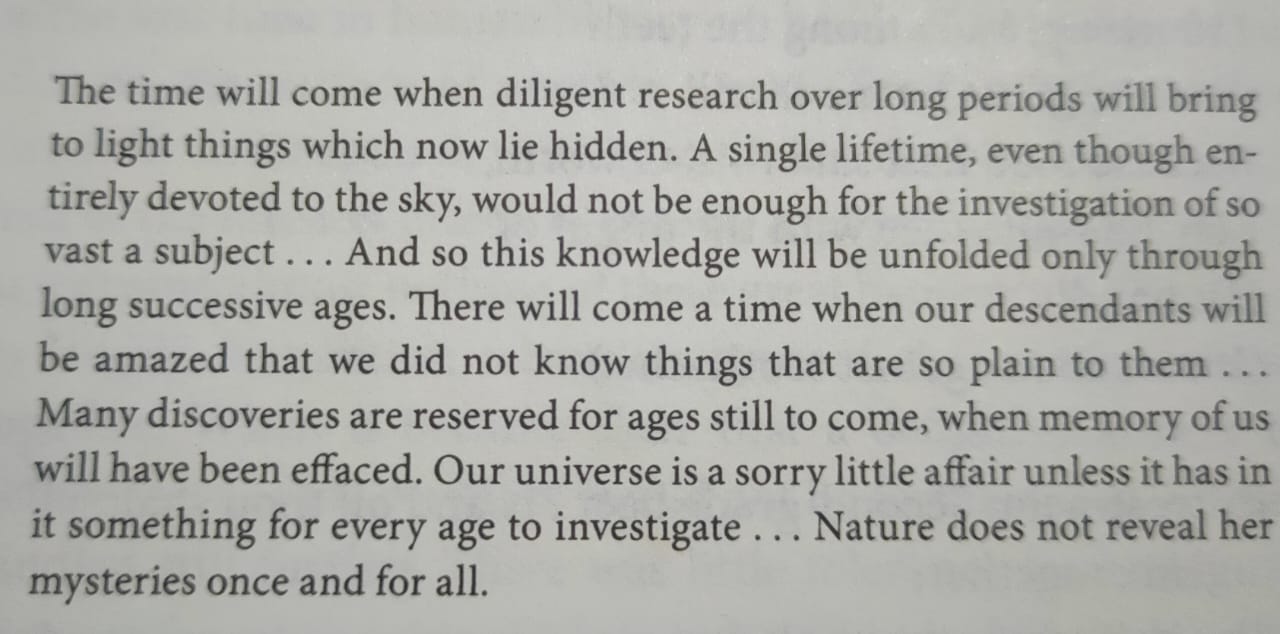 The time will come when diligent research over long periods will bring
to light things which now lie hidden. A single lifetime, even though en-
tirely devoted to the sky, would not be enough for the investigation of so
vast a subject . . . And so this knowledge will be unfolded only through
long successive ages. There will come a time when our descendants will
be amazed that we did not know things that are so plain to them . . .
Many discoveries are reserved for ages still to come, when memory of us
will have been effaced. Our universe is a sorry little affair unless it has in
it something for every age to investigate . . . Nature does not reveal her
mysteries once and for all.